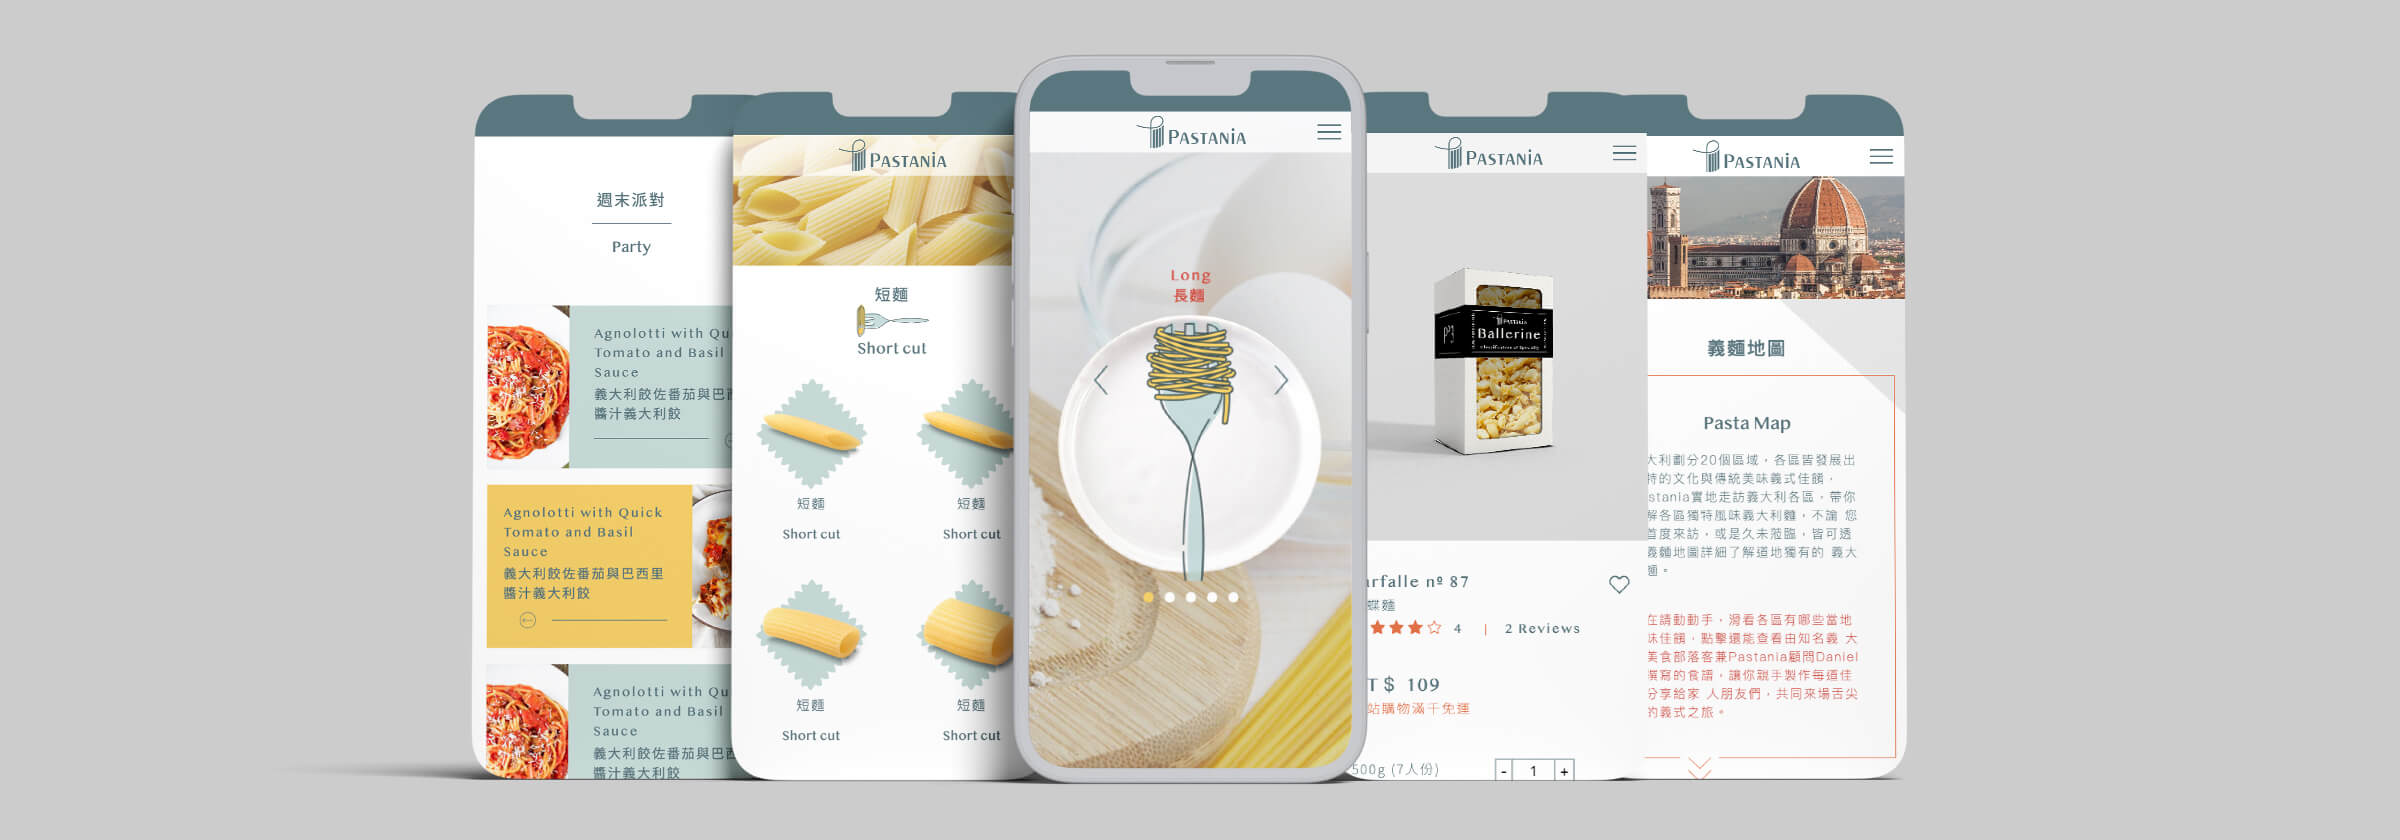 週末派對
Party
Agnolotti with Qu
Tomato and Basil
Sauce
義大利餃佐番茄與巴
醬汁義大利餃
Agnolotti with Quick
Tomato and Basil
Sauce
義大利餃佐番茄與巴西里
醬汁義大利餃
Agnolotti with Qu
Tomato and Basil
Sauce
義大利餃佐番茄與巴
醬汁義大利餃
PASTANiA
短麵
Short cut
短麵
Short cut
短麵
Short cut
短麵
Short cut
短麵
Short cut
PASTANiA
Long
長麵
PASTANiA
PASTANiA
Ballerine
arfalle nº 87
蝶麵
4 | 2 Reviews
T $ 109
站購物滿千免運
500g (7人份)
- 1 +
PASTANiA
義麵地圖
Pasta Map
大利劃分20個區域，各區皆發展出
特的文化與傳統美味義式佳餚，
stania實地走訪義大利各區，帶你
解各區獨特風味義大利麵，不論 您
首度來訪，或是久未蒞臨，皆可透
義麵地圖詳細了解道地獨有的 義大
麵。
在請動動手，滑看各區有哪些當地
味佳餚，點擊還能查看由知名義 大
美食部落客兼Pastania顧問Daniel
撰寫的食譜，讓你親手製作每道佳
分享給家 人朋友們，共同來場舌尖
的義式之旅。